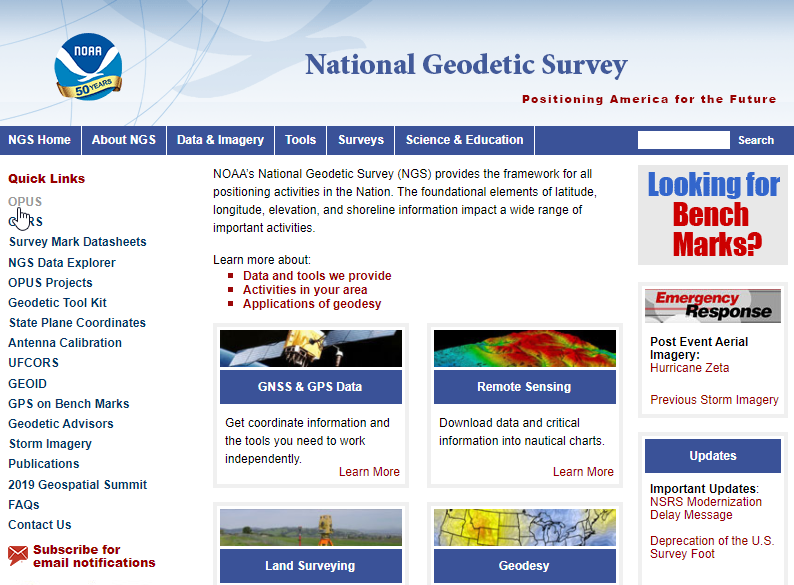 NOAA
50 YEARS
National Geodetic Survey
Positioning America for the Future
NGS Home
About NGS
Data & Imagery
Tools
Surveys
Science & Education
Search
Quick Links
OPUS
CORS
Survey Mark Datasheets
NGS Data Explorer
OPUS Projects
Geodetic Tool Kit
State Plane Coordinates
Antenna Calibration
UFCORS
GEOID
GPS on Bench Marks
Geodetic Advisors
Storm Imagery
Publications
2019 Geospatial Summit
FAQs
Contact Us
Subscribe for
email notifications
NOAA's National Geodetic Survey (NGS) provides the framework for all
positioning activities in the Nation. The foundational elements of latitude,
longitude, elevation, and shoreline information impact a wide range of
important activities.
Learn more about:
Data and tools we provide
Activities in your area
Applications of geodesy
GNSS & GPS Data
Get coordinate information and
the tools you need to work
independently.
Learn More
Remote Sensing
Download data and critical
information into nautical charts.
Learn More
Land Surveying
Geodesy
Looking for
Bench
Marks?
Emergency
Response
Post Event Aerial
Imagery:
Hurricane Zeta
Previous Storm Imagery
Updates
Important Updates:
NSRS Modernization
Delay Message
Deprecation of the U.S.
Survey Foot